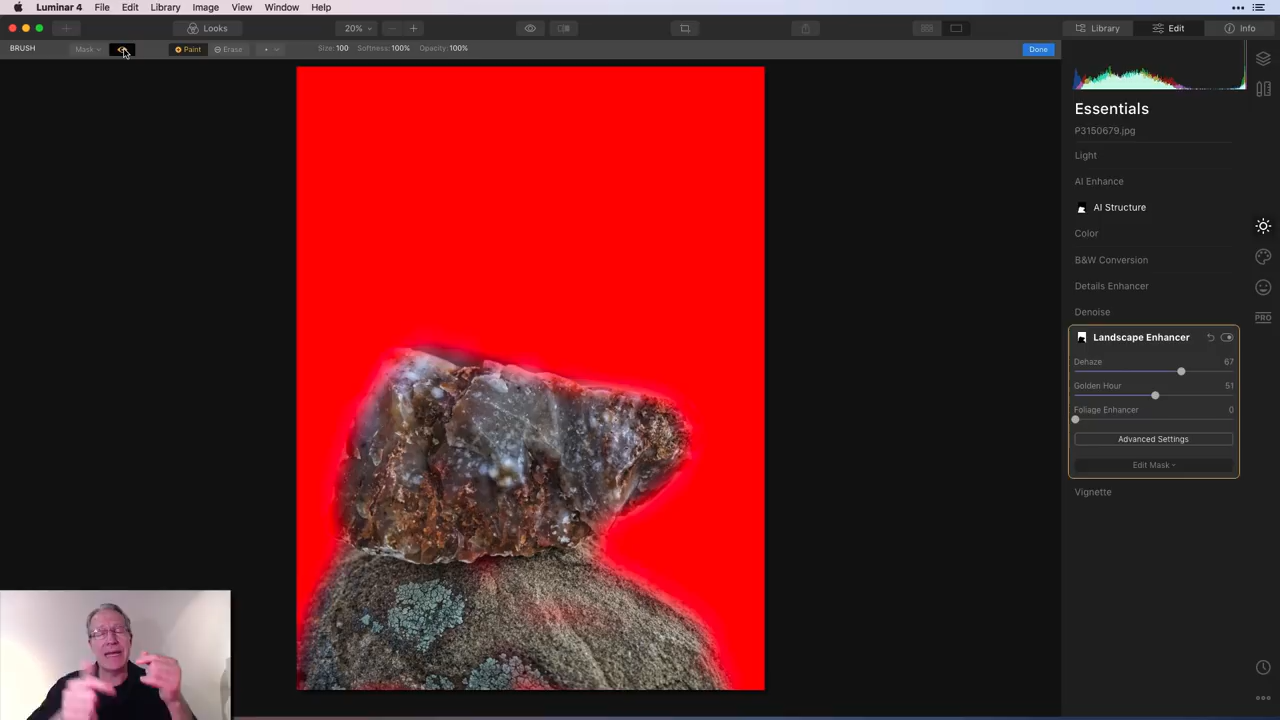 Luminar 4 File Edit Library Image View Window Help
Looks 20% Library Edit Info
BRUSH Mask Paint Erase Size: 100 Softness: 100% Opacity: 100% Done
Essentials
P3150679.jpg
Light
AI Enhance
AI Structure
Color
B&W Conversion
Details Enhancer
Denoise
Landscape Enhancer
Dehaze 67
Golden Hour 51
Foliage Enhancer 0
Advanced Settings
Edit Mask
Vignette
PRO